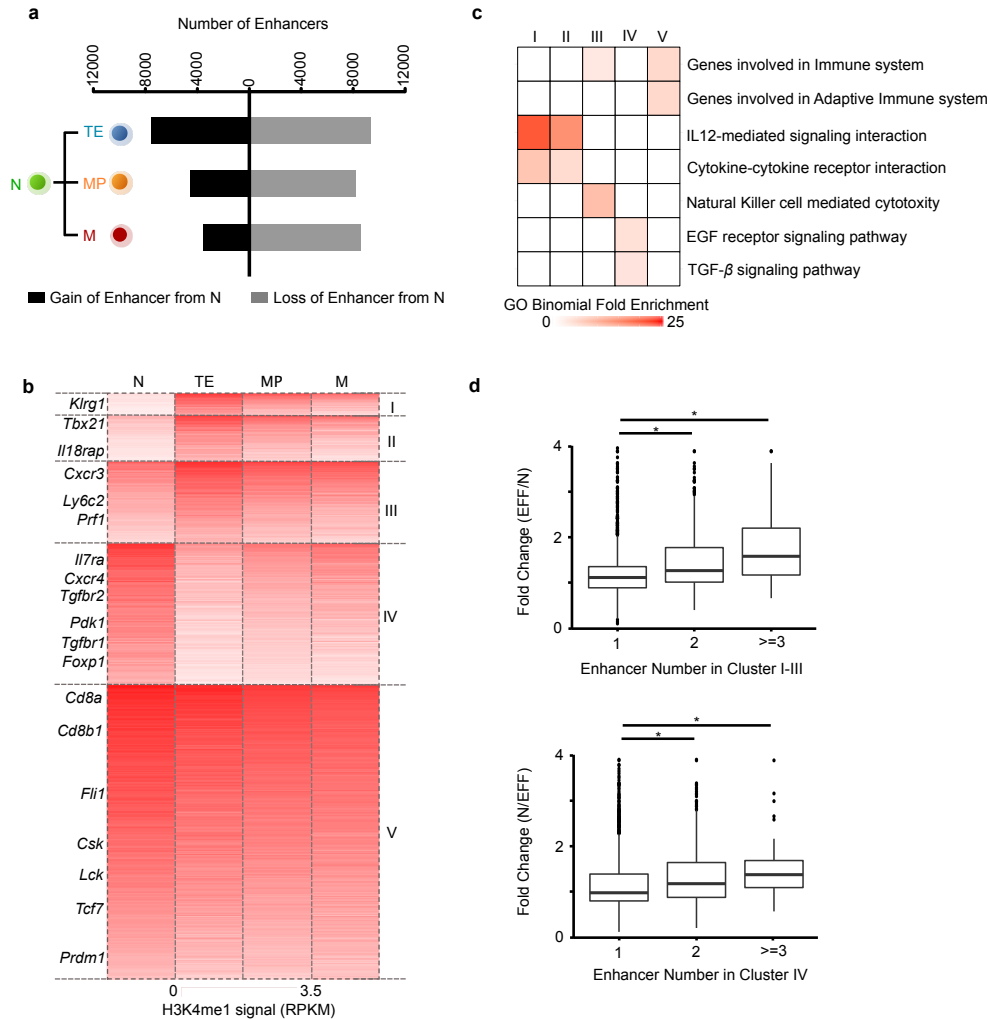 a
Number of Enhancers
12000 8000 4000 0 4000 8000 12000
N
TE
MP
M
Gain of Enhancer from N Loss of Enhancer from N
c
I II III IV V
Genes involved in Immune system
Genes involved in Adaptive Immune system
IL12-mediated signaling interaction
Cytokine-cytokine receptor interaction
Natural Killer cell mediated cytotoxity
EGF receptor signaling pathway
TGF-β signaling pathway
GO Binomial Fold Enrichment
0 25
b
N TE MP M
Klrg1
Tbx21
Il18rap
Cxcr3
Ly6c2
Prf1
Il7ra
Cxcr4
Tgfbr2
Pdk1
Tgfbr1
Foxp1
Cd8a
Cd8b1
Fli1
Csk
Lck
Tcf7
Prdm1
I
II
III
IV
V
0 3.5
H3K4me1 signal (RPKM)
d
*
*
Fold Change (EFF/N)
4
2
0
1 2 >=3
Enhancer Number in Cluster I-III
*
*
Fold Change (N/EFF)
4
2
0
1 2 >=3
Enhancer Number in Cluster IV